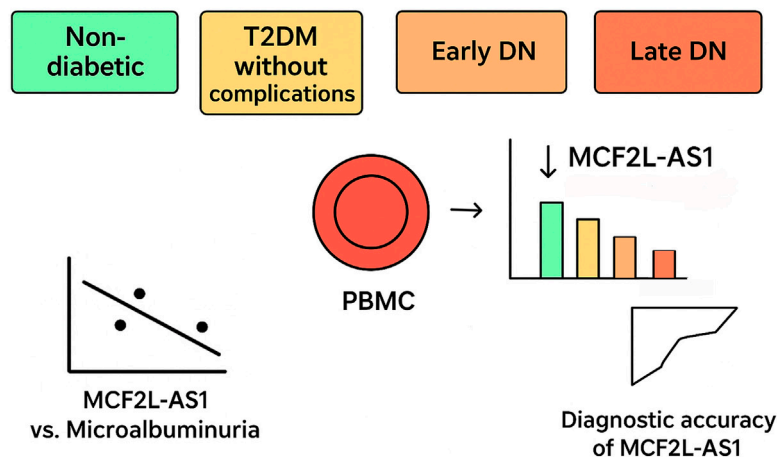 Non-
diabetic
T2DM
without
complications
Early DN
Late DN
↓ MCF2L-AS1
PBMC
MCF2L-AS1
vs. Microalbuminuria
Diagnostic accuracy
of MCF2L-AS1